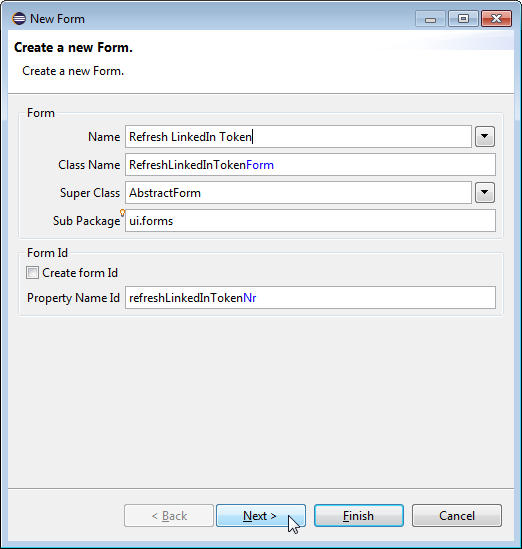 New Form
Create a new Form.
Create a new Form.
Form
Name Refresh LinkedIn Token
Class Name RefreshLinkedInTokenForm
Super Class AbstractForm
Sub Package ui.forms
Form Id
Create form Id
Property Name Id refreshLinkedInTokenNr
< Back Next > Finish Cancel